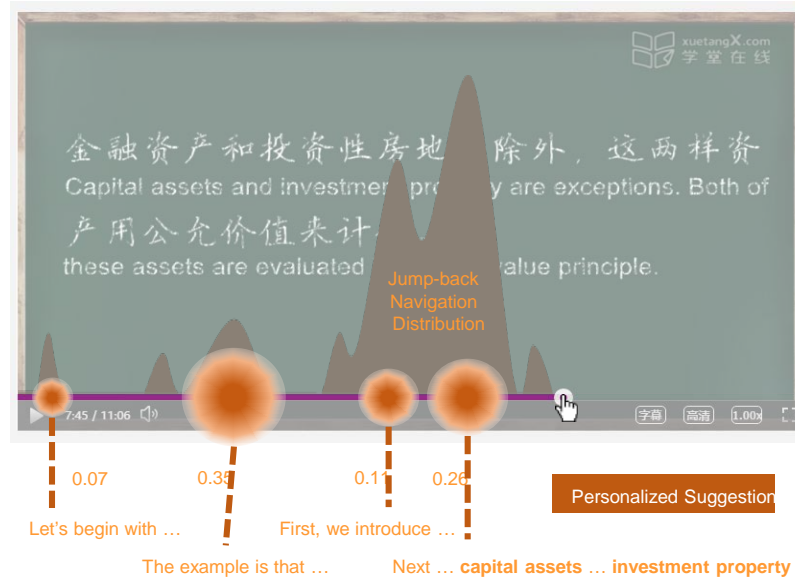 xuetangX.com
学堂在线
金融资产和投资性房地 除外，这两样资
Capital assets and investmen pro y are exceptions. Both of
产用公允价值来计
these assets are evaluated alue principle.
Jump-back
Navigation
Distribution
7:45 / 11:06
字幕
高清
1.00x
0.07
0.35
0.11
0.26
Personalized Suggestion
Let's begin with …
First, we introduce …
The example is that …
Next … capital assets … investment property